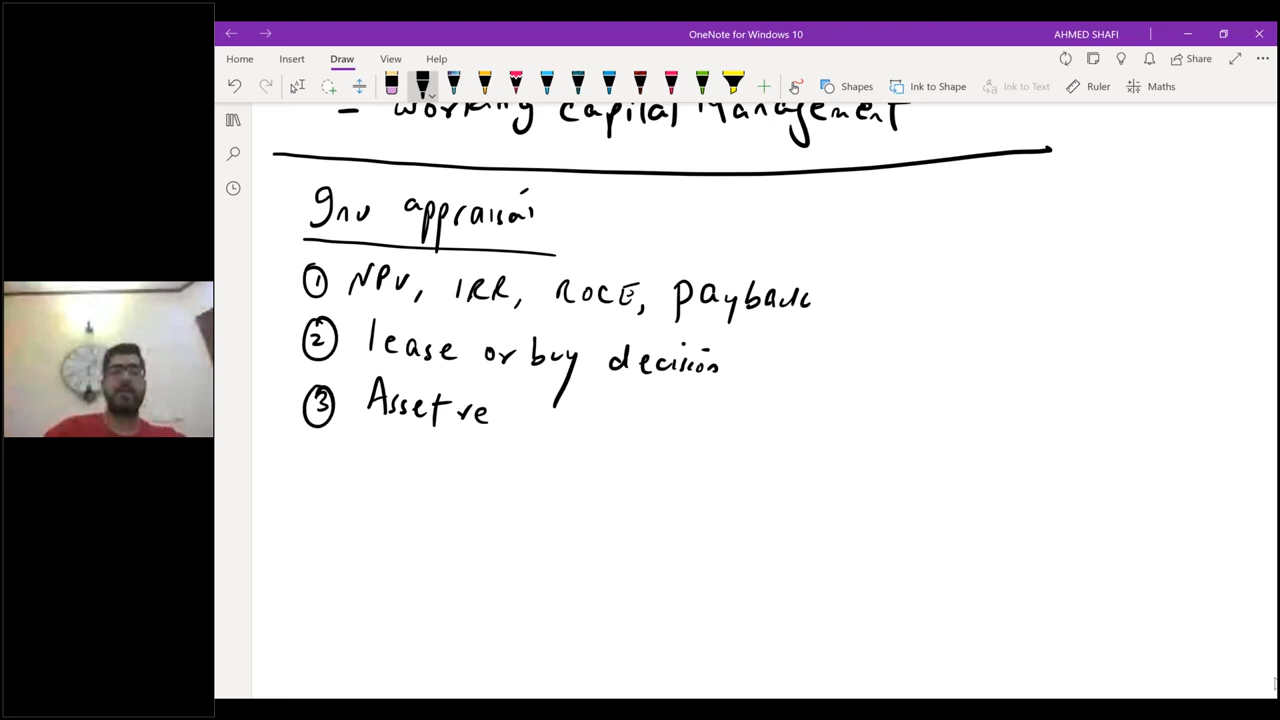 OneNote for Windows 10
AHMED SHAFI
Home Insert Draw View Help
Share
Shapes Ink to Shape Ink to Text Ruler Maths
- Working Capital Management
Inv appraisal
① NPV, IRR, ROCE, Payback
② lease or buy decision
③ Asset re